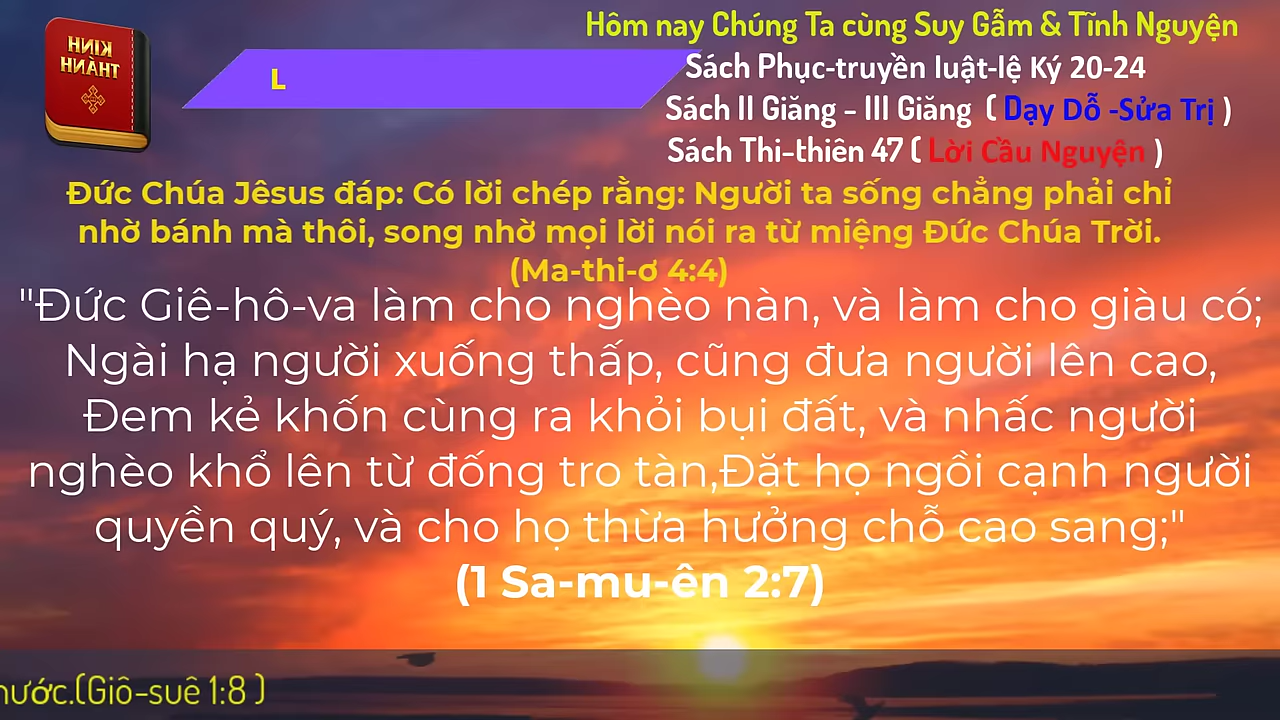 KINH
THÁNH
L
Hôm nay Chúng Ta cùng Suy Gẫm & Tĩnh Nguyện
Sách Phục-truyền luật-lệ Ký 20-24
Sách II Giăng - III Giăng ( Dạy Dỗ -Sửa Trị )
Sách Thi-thiên 47 ( Lời Cầu Nguyện )
Đức Chúa Jêsus đáp: Có lời chép rằng: Người ta sống chẳng phải chỉ
nhờ bánh mà thôi, song nhờ mọi lời nói ra từ miệng Đức Chúa Trời.
(Ma-thi-ơ 4:4)
"Đức Giê-hô-va làm cho nghèo nàn, và làm cho giàu có;
Ngài hạ người xuống thấp, cũng đưa người lên cao,
Đem kẻ khốn cùng ra khỏi bụi đất, và nhấc người
nghèo khổ lên từ đống tro tàn,Đặt họ ngồi cạnh người
quyền quý, và cho họ thừa hưởng chỗ cao sang;"
(1 Sa-mu-ên 2:7)
hước.(Giô-suê 1:8 )